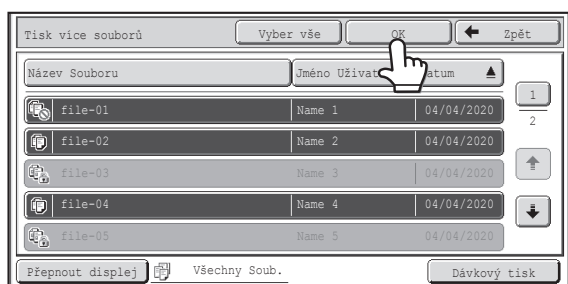 Tisk více souborů Vyber vše OK Zpět
Název Souboru Jméno Uživat atum
file-01 Name 1 04/04/2020
1
2
file-02 Name 2 04/04/2020
file-03 Name 3 04/04/2020
file-04 Name 4 04/04/2020
file-05 Name 5 04/04/2020
Přepnout displej Všechny Soub. Dávkový tisk